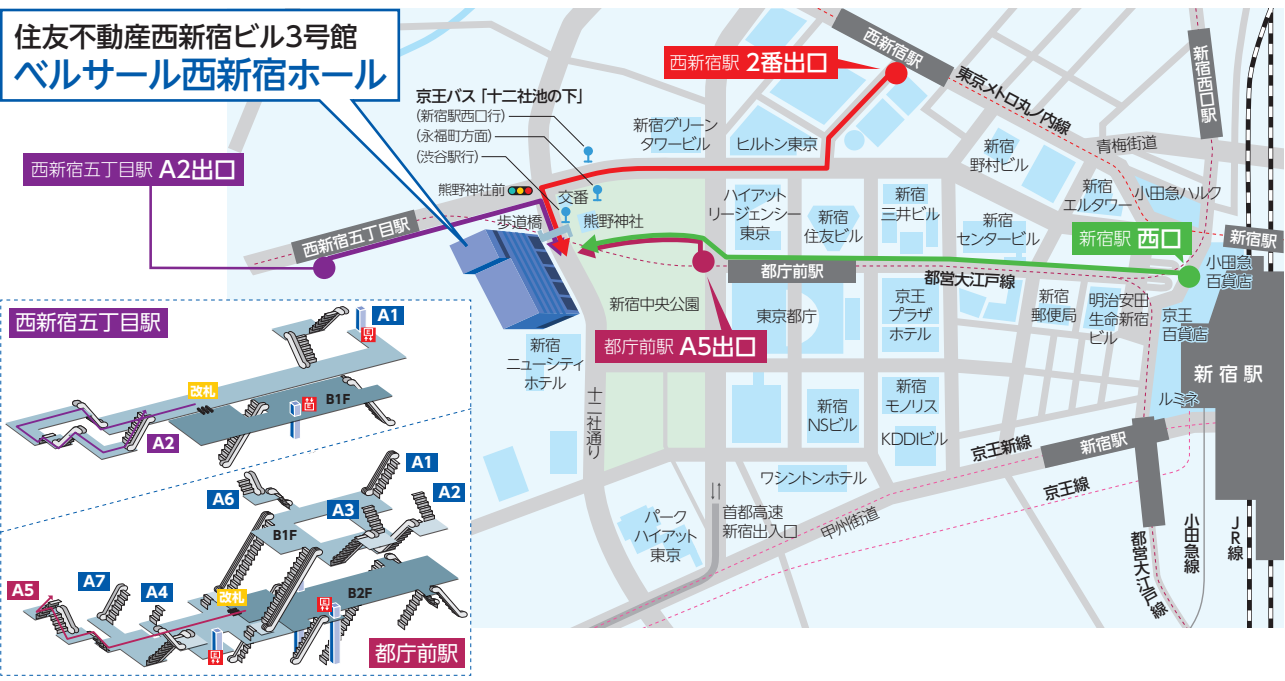 住友不動産西新宿ビル3号館
ベルサール西新宿ホール
西新宿駅 2番出口
西新宿駅
東京メトロ丸ノ内線
新宿西口駅
京王バス「十二社池の下」
(新宿駅西口行)
(永福町方面)
(渋谷駅行)
新宿グリーン
タワービル
ヒルトン東京
新宿
野村ビル
青梅街道
西新宿五丁目駅 A2出口
熊野神社前
交番
歩道橋
熊野神社
ハイアット
リージェンシー
東京
新宿
住友ビル
新宿
三井ビル
新宿
センタービル
新宿
エルタワー
小田急ハルク
新宿駅 西口
新宿駅
小田急
百貨店
西新宿五丁目駅
都庁前駅
都営大江戸線
新宿中央公園
東京都庁
京王
プラザ
ホテル
新宿
郵便局
明治安田
生命新宿
ビル
京王
百貨店
都庁前駅 A5出口
新宿
ニューシティ
ホテル
新宿駅
ルミネ
十二社通り
新宿
NSビル
新宿
モノリス
KDDIビル
京王新線
新宿駅
京王線
ワシントンホテル
首都高速
新宿出入口
甲州街道
パーク
ハイアット
東京
都営大江戸線
小田急線
JR線
西新宿五丁目駅
A1
改札
B1F
A2
A1
A6
A2
A3
B1F
A7
A5
A4
改札
B2F
都庁前駅